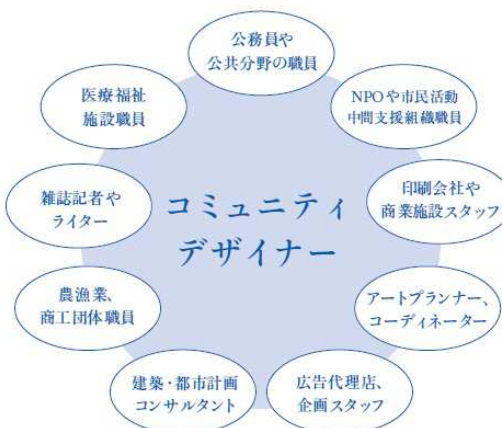 公務員や
公共分野の職員
NPOや市民活動
中間支援組織職員
印刷会社や
商業施設スタッフ
アートプランナー、
コーディネーター
広告代理店、
企画スタッフ
建築・都市計画
コンサルタント
農漁業、
商工団体職員
雑誌記者や
ライター
医療福祉
施設職員
コミュニティ
デザイナー